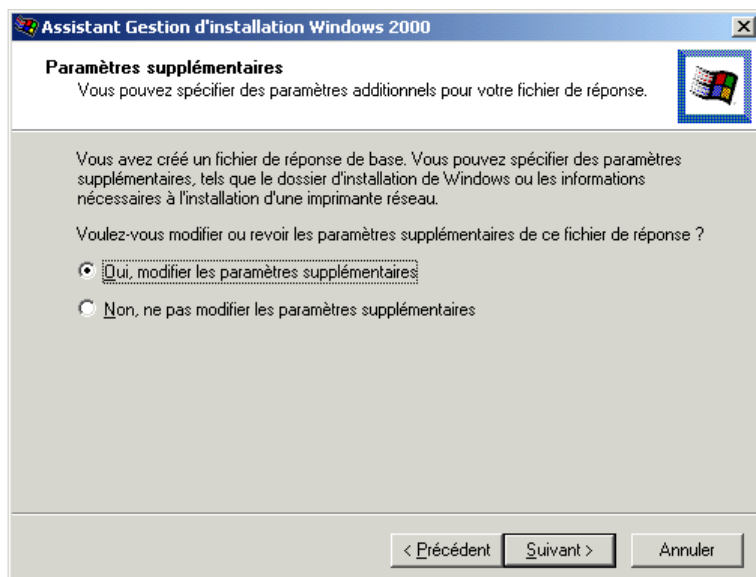 Assistant Gestion d'installation Windows 2000
Paramètres supplémentaires
Vous pouvez spécifier des paramètres additionnels pour votre fichier de réponse.
Vous avez créé un fichier de réponse de base. Vous pouvez spécifier des paramètres
supplémentaires, tels que le dossier d'installation de Windows ou les informations
nécessaires à l'installation d'une imprimante réseau.
Voulez-vous modifier ou revoir les paramètres supplémentaires de ce fichier de réponse ?
Oui, modifier les paramètres supplémentaires
Non, ne pas modifier les paramètres supplémentaires
< Précédent Suivant > Annuler